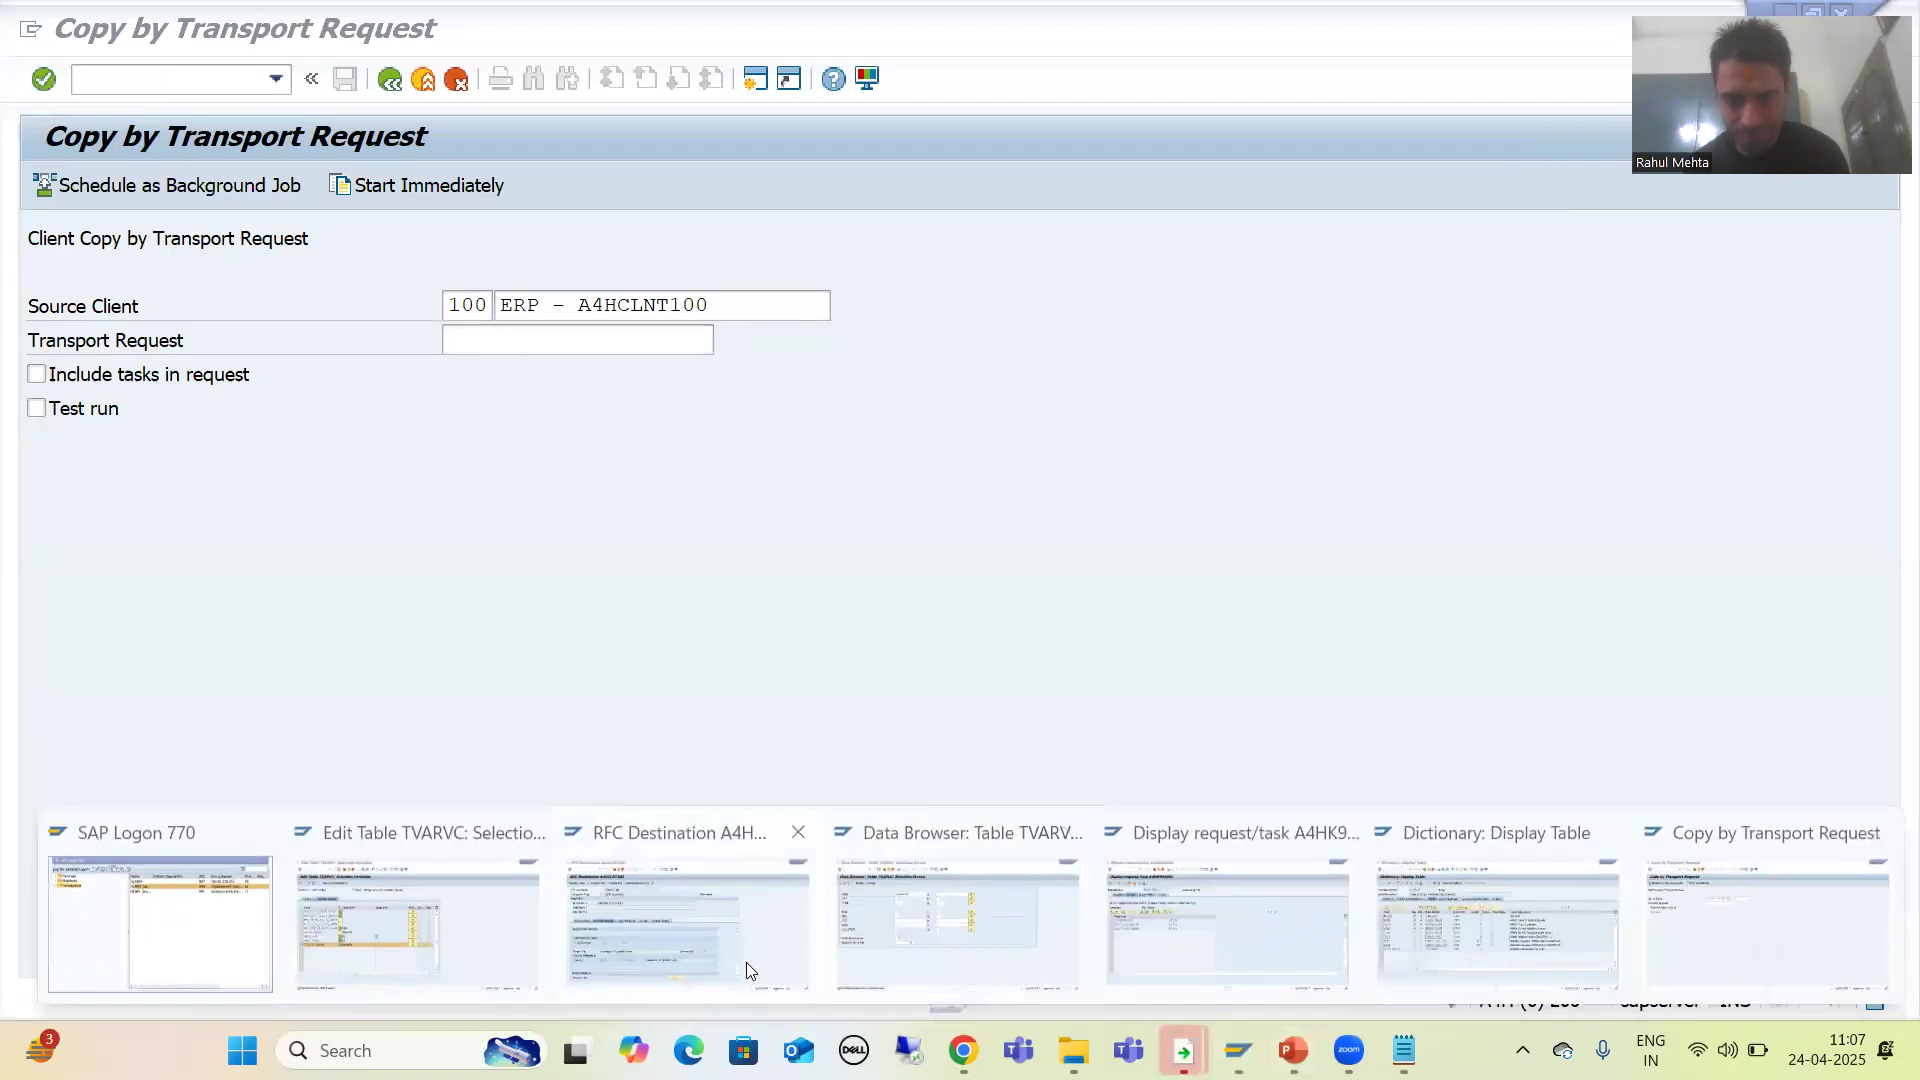 Copy by Transport Request
Rahul Mehta
Copy by Transport Request
Schedule as Background Job Start Immediately
Client Copy by Transport Request
Source Client 100 ERP - A4HCLNT100
Transport Request
Include tasks in request
Test run
SAP Logon 770 Edit Table TVARVC: Selectio... RFC Destination A4H... Data Browser: Table TVARV... Display request/task A4HK9... Dictionary: Display Table Copy by Transport Request
3 Search DELL zoom ENG IN 11:07
24-04-2025